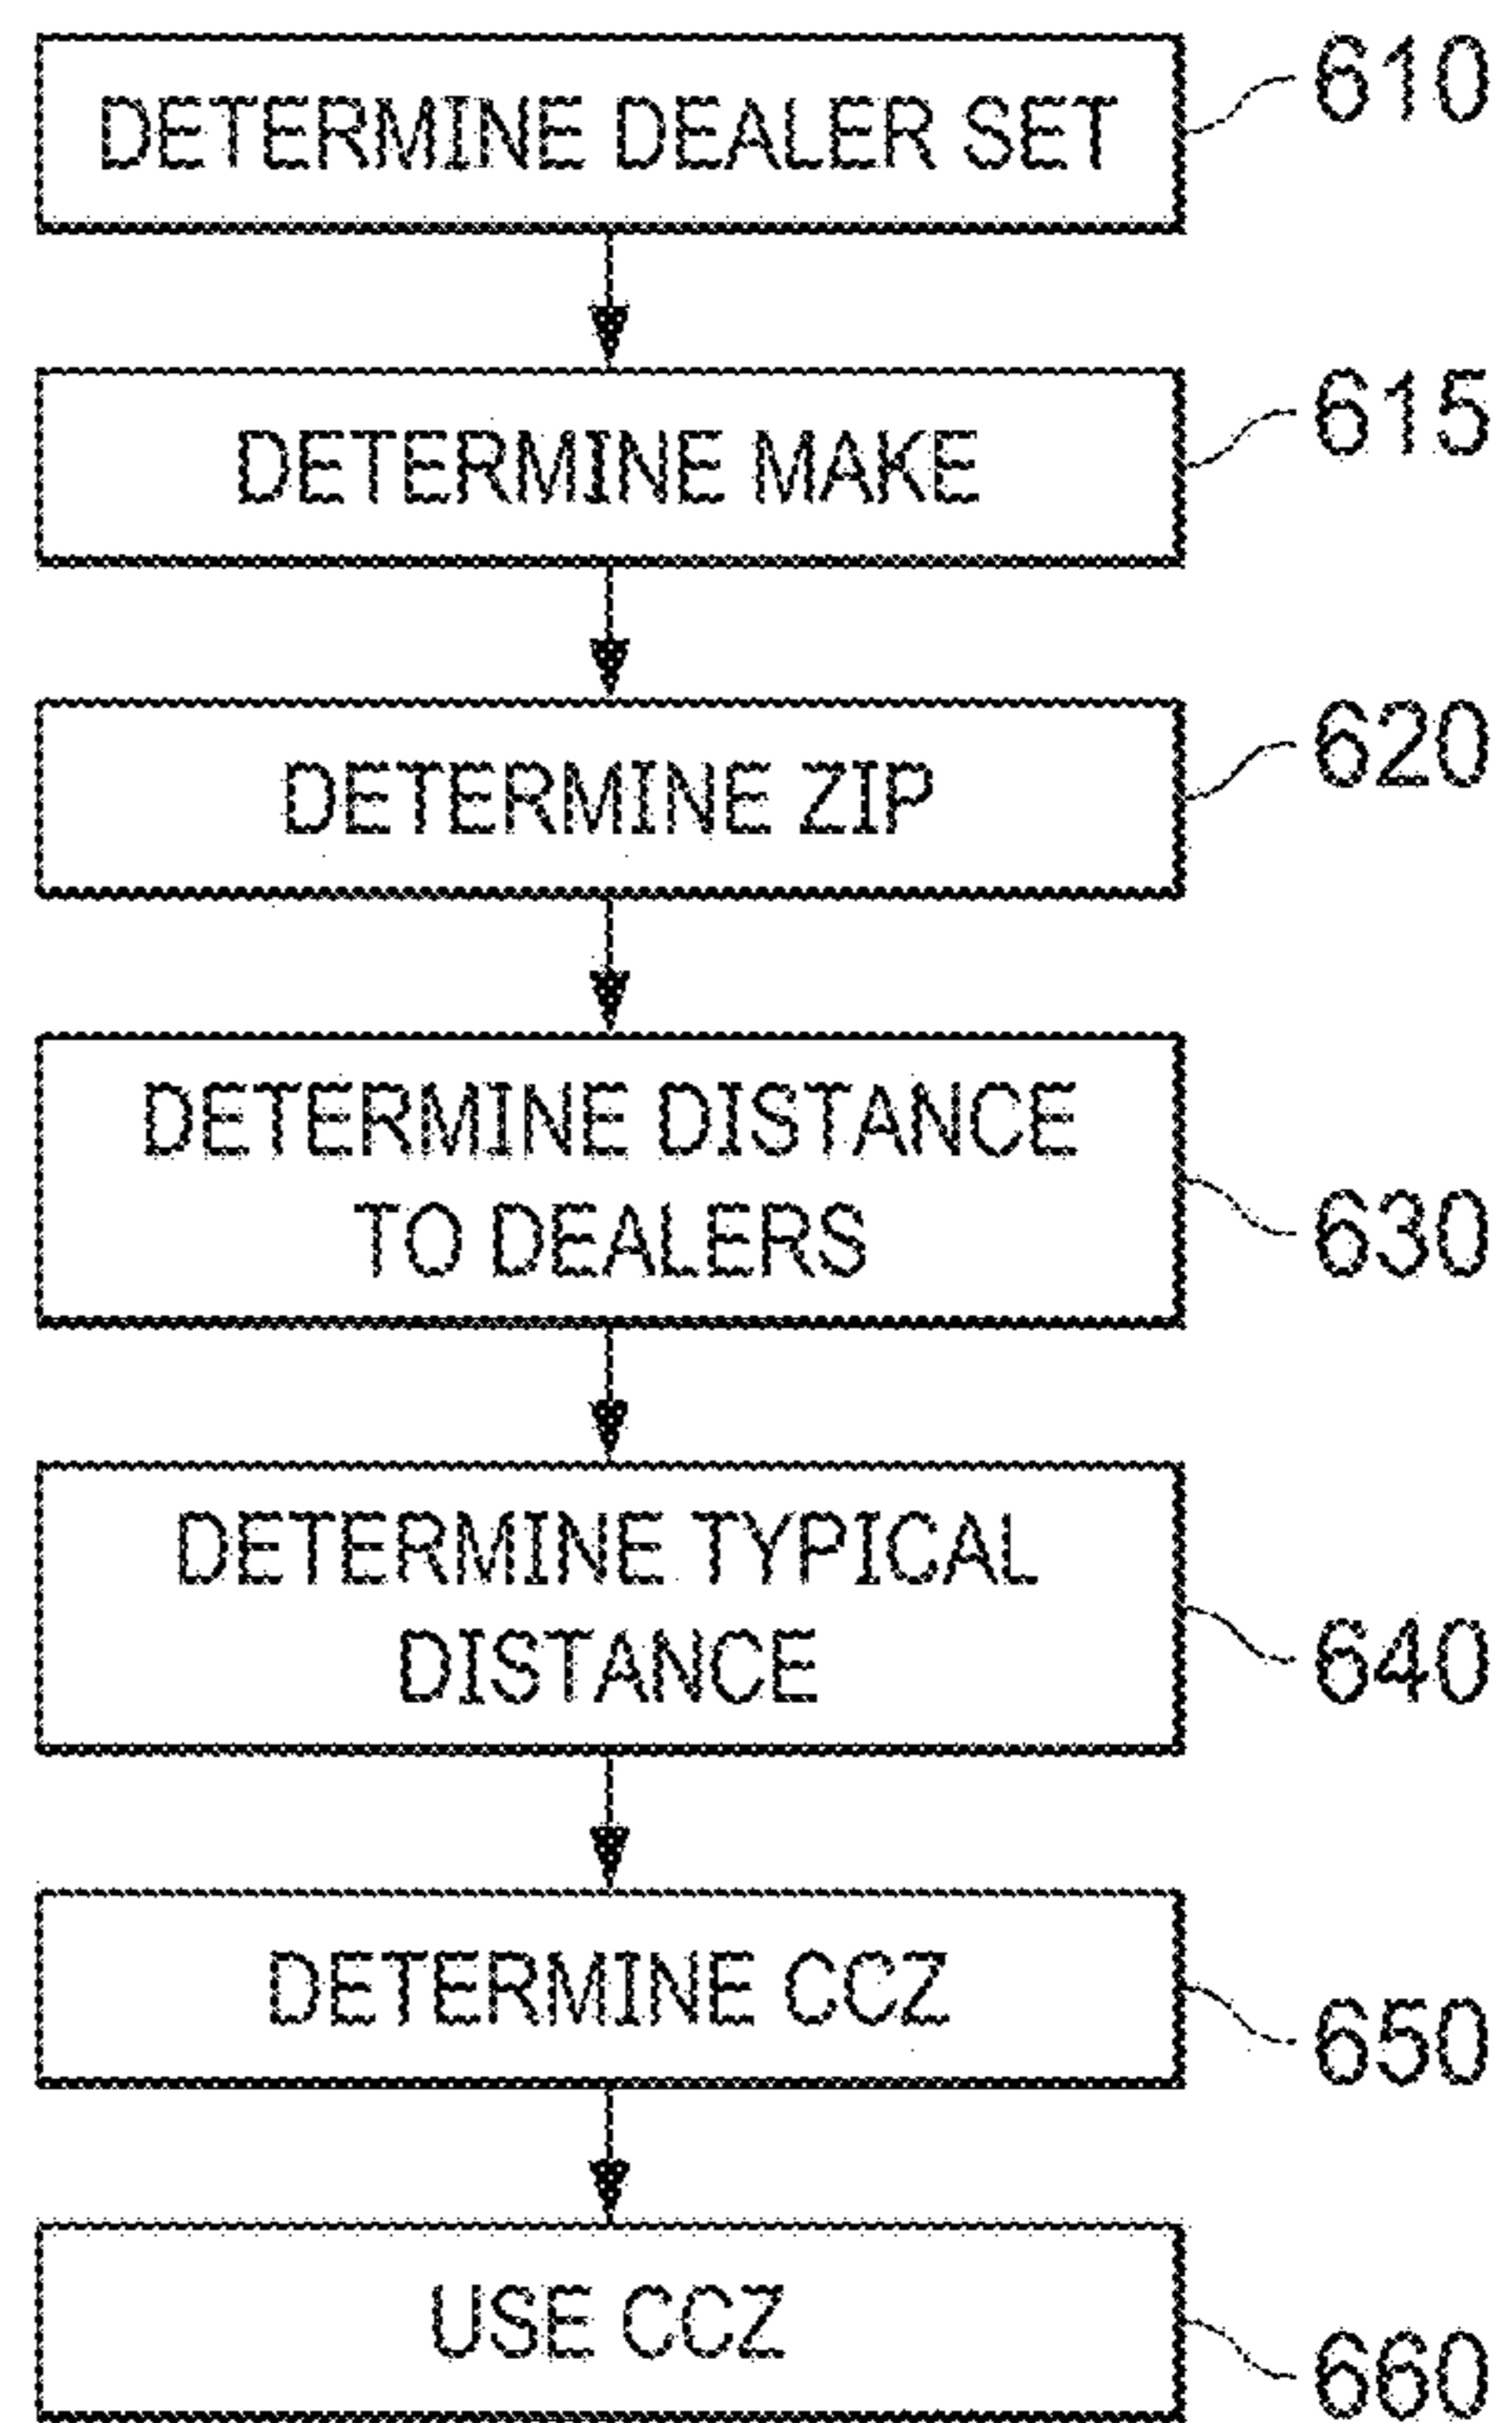 DETERMINE DEALER SET
610
DETERMINE MAKE
615
DETERMINE ZIP
620
DETERMINE DISTANCE
TO DEALERS
630
DETERMINE TYPICAL
DISTANCE
640
DETERMINE CCZ
650
USE CCZ
660